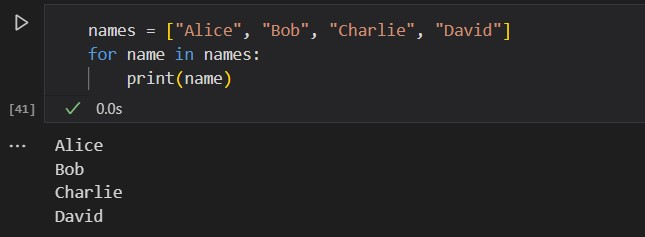 names = ["Alice", "Bob", "Charlie", "David"]
for name in names:
    print(name)
[41] 0.0s
Alice
Bob
Charlie
David